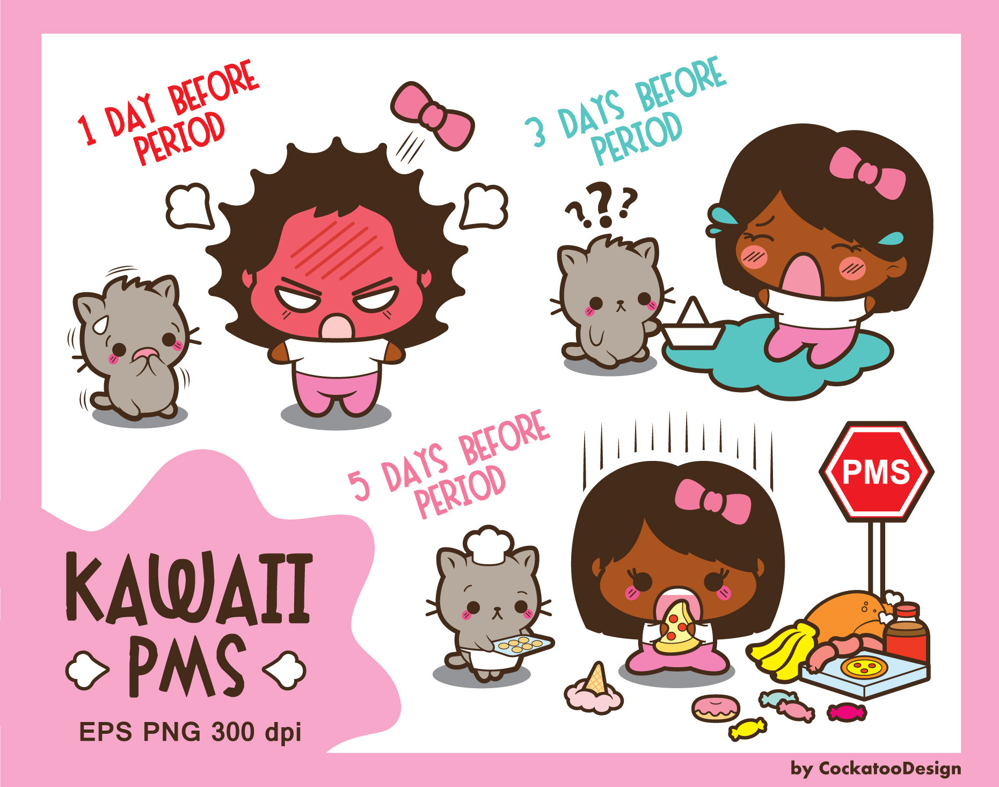 1 DAY BEFORE
PERIOD
3 DAYS BEFORE
PERIOD
???
5 DAYS BEFORE
PERIOD
PMS
KAWAII
PMS
EPS PNG 300 dpi
by CockatooDesign